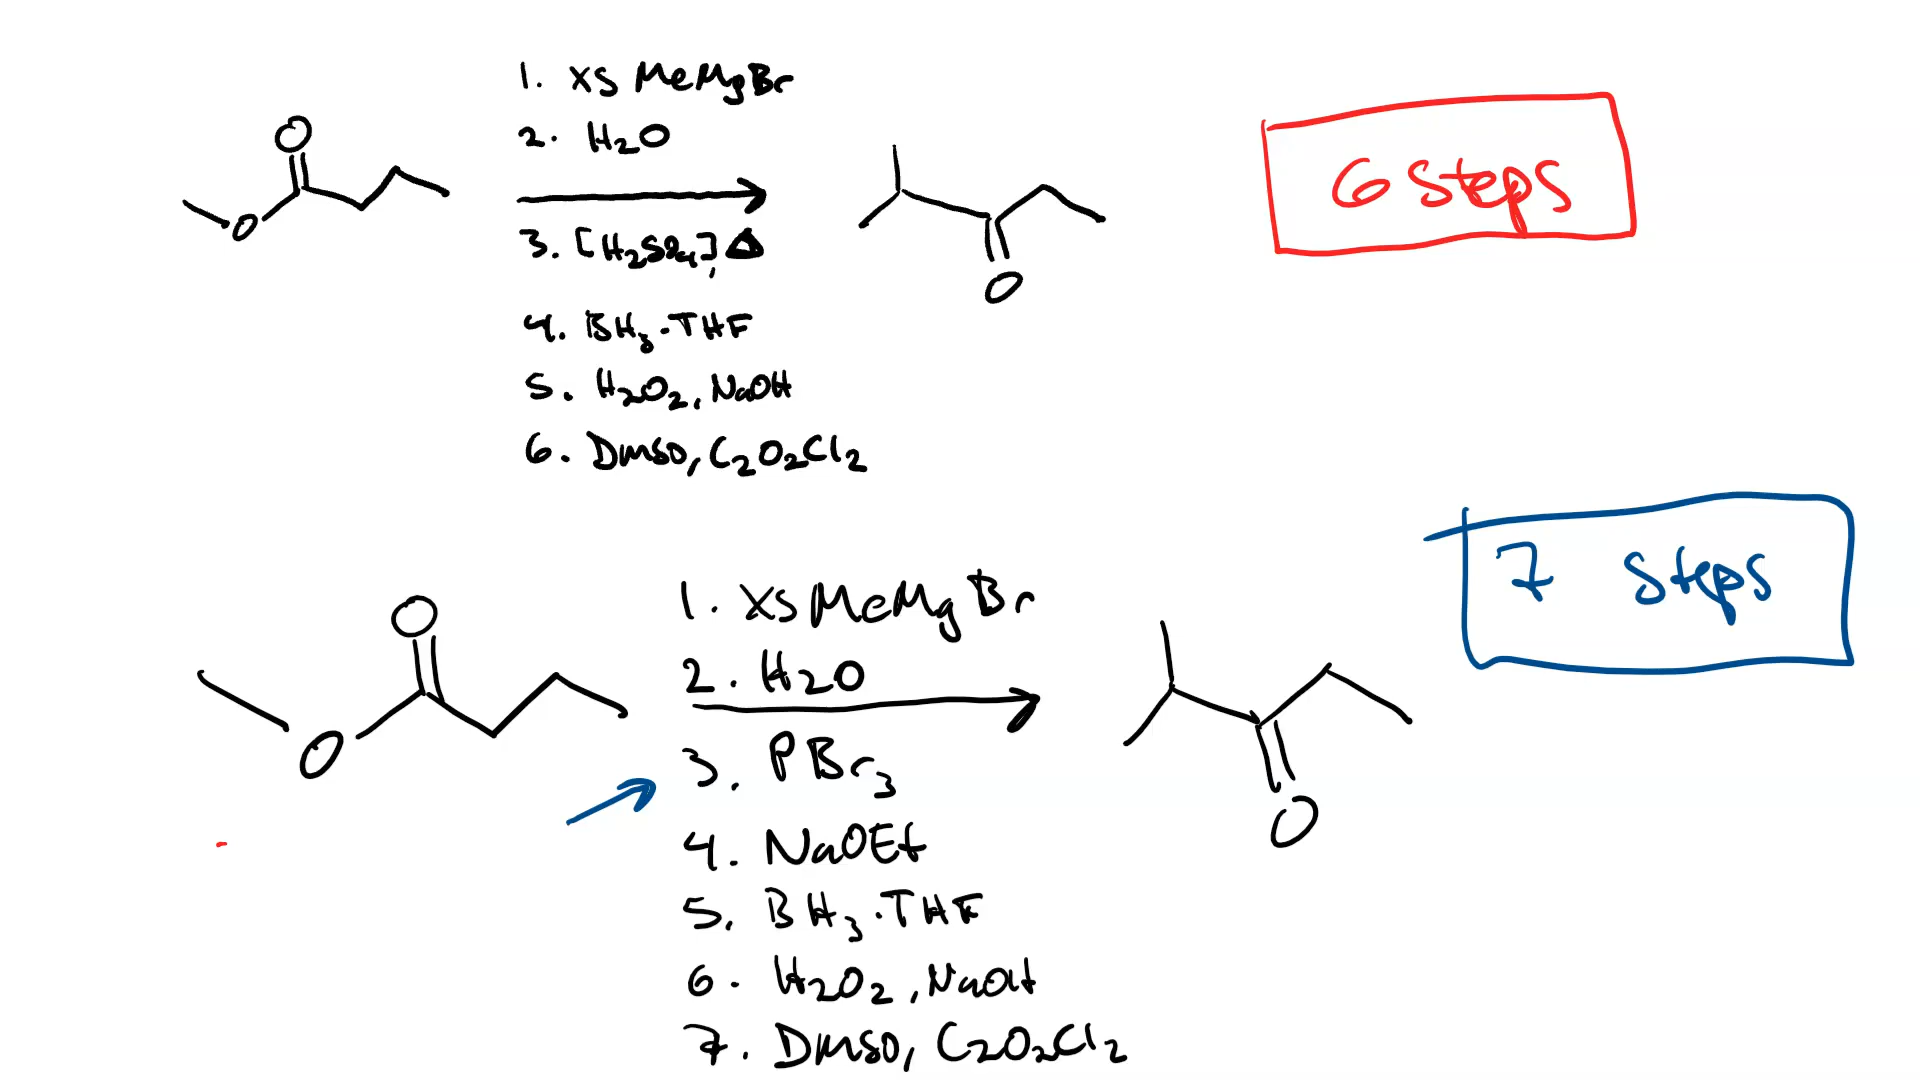 1. XS MeMgBr
2. H2O
O
O
3. [H2SO4], Δ
O
4. BH3·THF
5. H2O2, NaOH
6. DMSO, C2O2Cl2
6 Steps
1. XS MeMgBr
2. H2O
O
O
3. PBr3
4. NaOEt
5. BH3·THF
6. H2O2, NaOH
7. DMSO, C2O2Cl2
O
7 Steps